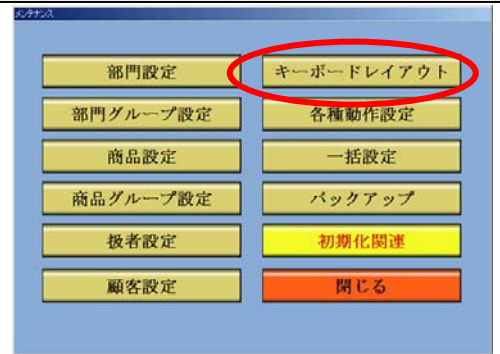 メンテナンス
部門設定
キーボードレイアウト
部門グループ設定
各種動作設定
商品設定
一括設定
商品グループ設定
バックアップ
扱者設定
初期化関連
顧客設定
閉じる